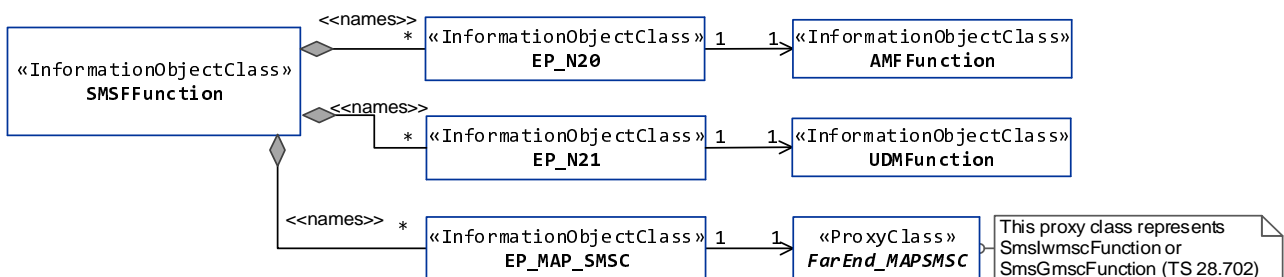 <<names>>
*
«InformationObjectClass»
SMSFFunction
«InformationObjectClass»
EP_N20
1
1
«InformationObjectClass»
AMFFunction
<<names>>
*
«InformationObjectClass»
EP_N21
1
1
«InformationObjectClass»
UDMFunction
<<names>>
*
«InformationObjectClass»
EP_MAP_SMSC
1
1
«ProxyClass»
FarEnd_MAPSMSC
This proxy class represents
SmsIwmscFunction or
SmsGmscFunction (TS 28.702)